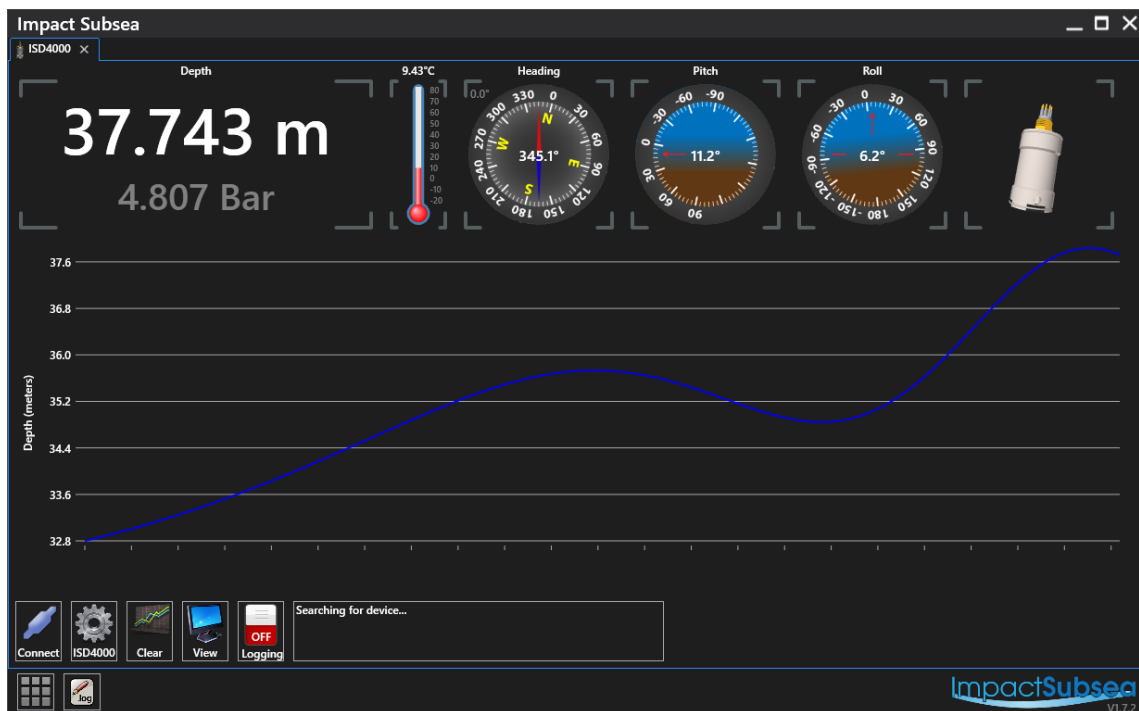 Impact Subsea
ISD4000
Depth
9.43°C
Heading
Pitch
Roll
37.743 m
4.807 Bar
80
70
60
50
40
30
20
10
0
-10
-20
0.0°
330 0 30 60 90 120 150 180 210 240 270 300
N
E
S
W
345.1°
-90 -60 -30 0 30 60 90
11.2°
0 30 60 90 120 150 180 -150 -120 -90 -60 -30
6.2°
Depth (meters)
37.6
36.8
36.0
35.2
34.4
33.6
32.8
Connect
ISD4000
Clear
View
OFF
Logging
Searching for device...
.log
ImpactSubsea
V1.7.2